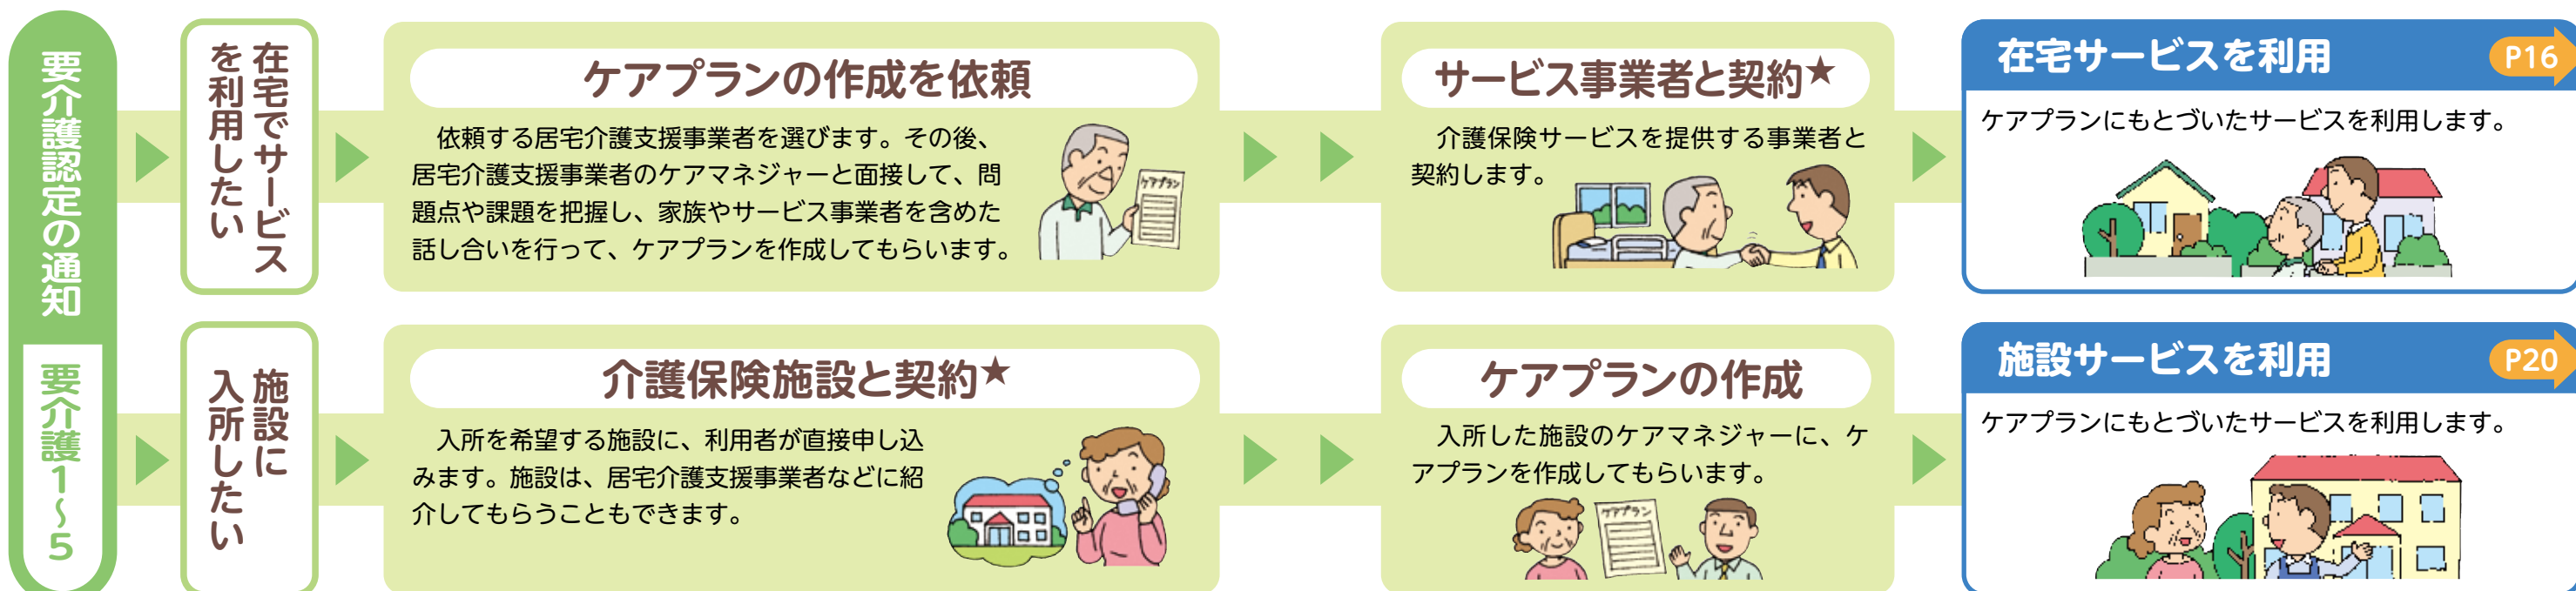 要介護認定の通知
要介護1~5
在宅でサービス
を利用したい
ケアプランの作成を依頼
依頼する居宅介護支援事業者を選びます。その後、
居宅介護支援事業者のケアマネジャーと面接して、問
題点や課題を把握し、家族やサービス事業者を含めた
話し合いを行って、ケアプランを作成してもらいます。
ケアプラン
サービス事業者と契約★
介護保険サービスを提供する事業者と
契約します。
在宅サービスを利用
P16
ケアプランにもとづいたサービスを利用します。
施設に
入所したい
介護保険施設と契約★
入所を希望する施設に、利用者が直接申し込
みます。施設は、居宅介護支援事業者などに紹
介してもらうこともできます。
ケアプランの作成
入所した施設のケアマネジャーに、ケ
アプランを作成してもらいます。
ケアプラン
施設サービスを利用
P20
ケアプランにもとづいたサービスを利用します。